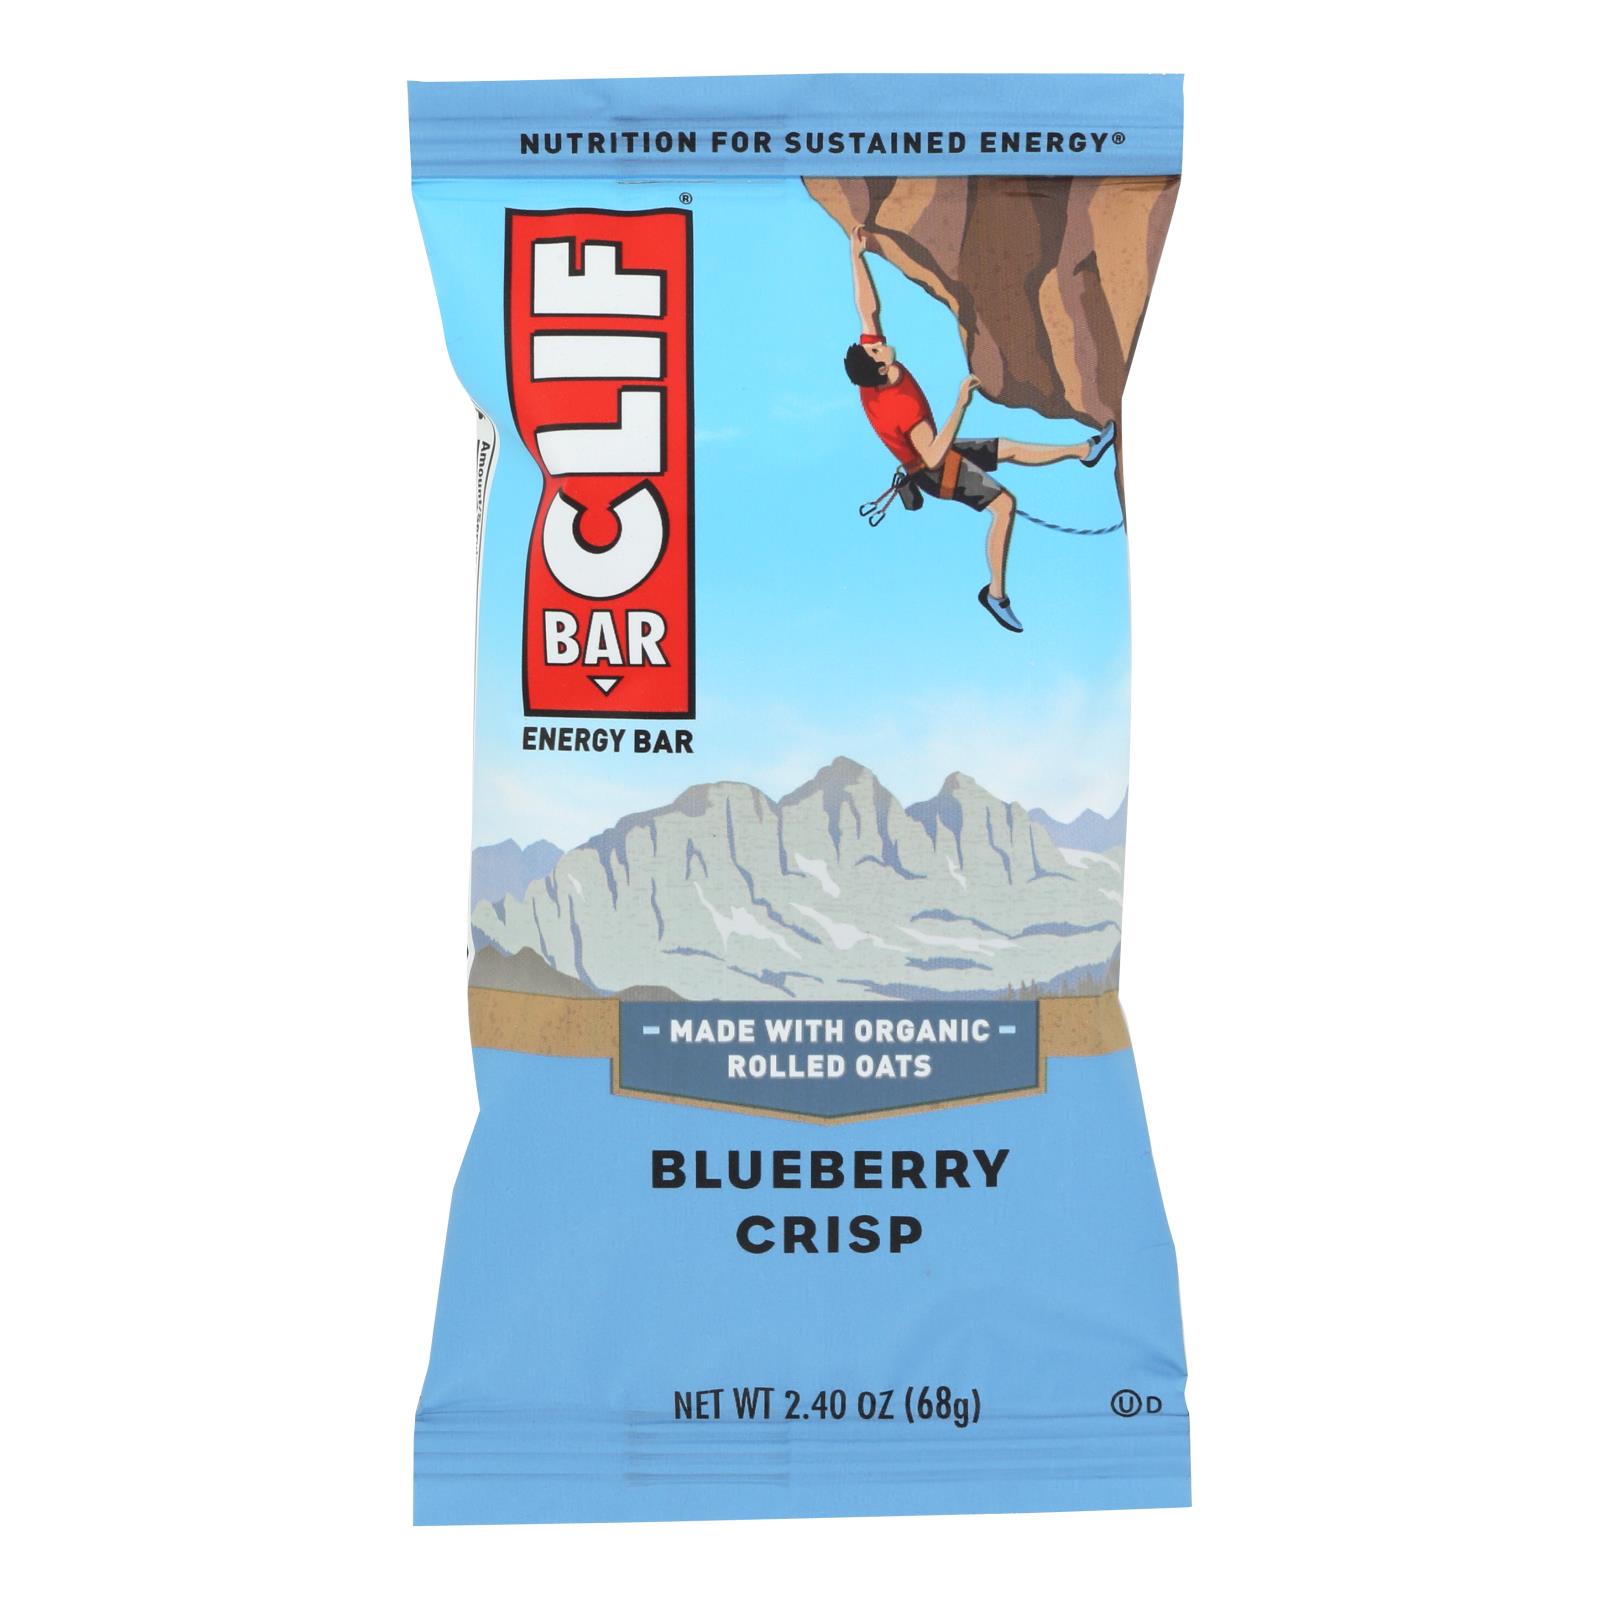 NUTRITION FOR SUSTAINED ENERGY®
CLIF®
BAR
ENERGY BAR
- MADE WITH ORGANIC -
ROLLED OATS
BLUEBERRY
CRISP
NET WT 2.40 OZ (68g)
Ⓤ D